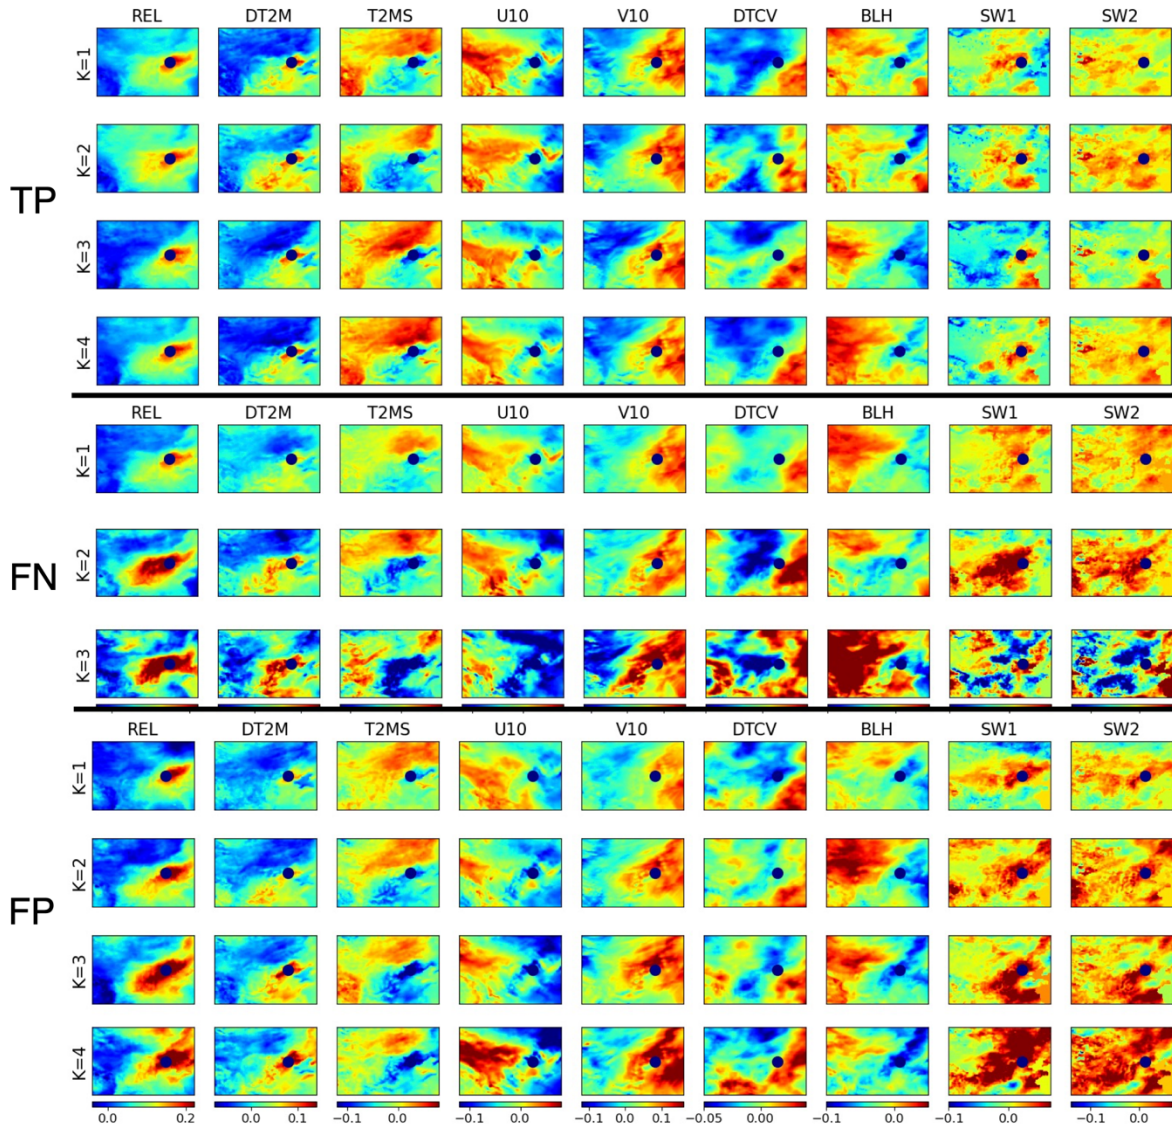 REL DT2M T2MS U10 V10 DTCV BLH SW1 SW2
K=1
K=2
TP
K=3
K=4
REL DT2M T2MS U10 V10 DTCV BLH SW1 SW2
K=1
FN
K=2
K=3
REL DT2M T2MS U10 V10 DTCV BLH SW1 SW2
K=1
K=2
FP
K=3
K=4
0.0 0.2 0.0 0.1 −0.1 0.0 −0.1 0.0 −0.1 0.0 0.1 −0.05 0.00 −0.1 0.0 −0.1 0.0 −0.1 0.0